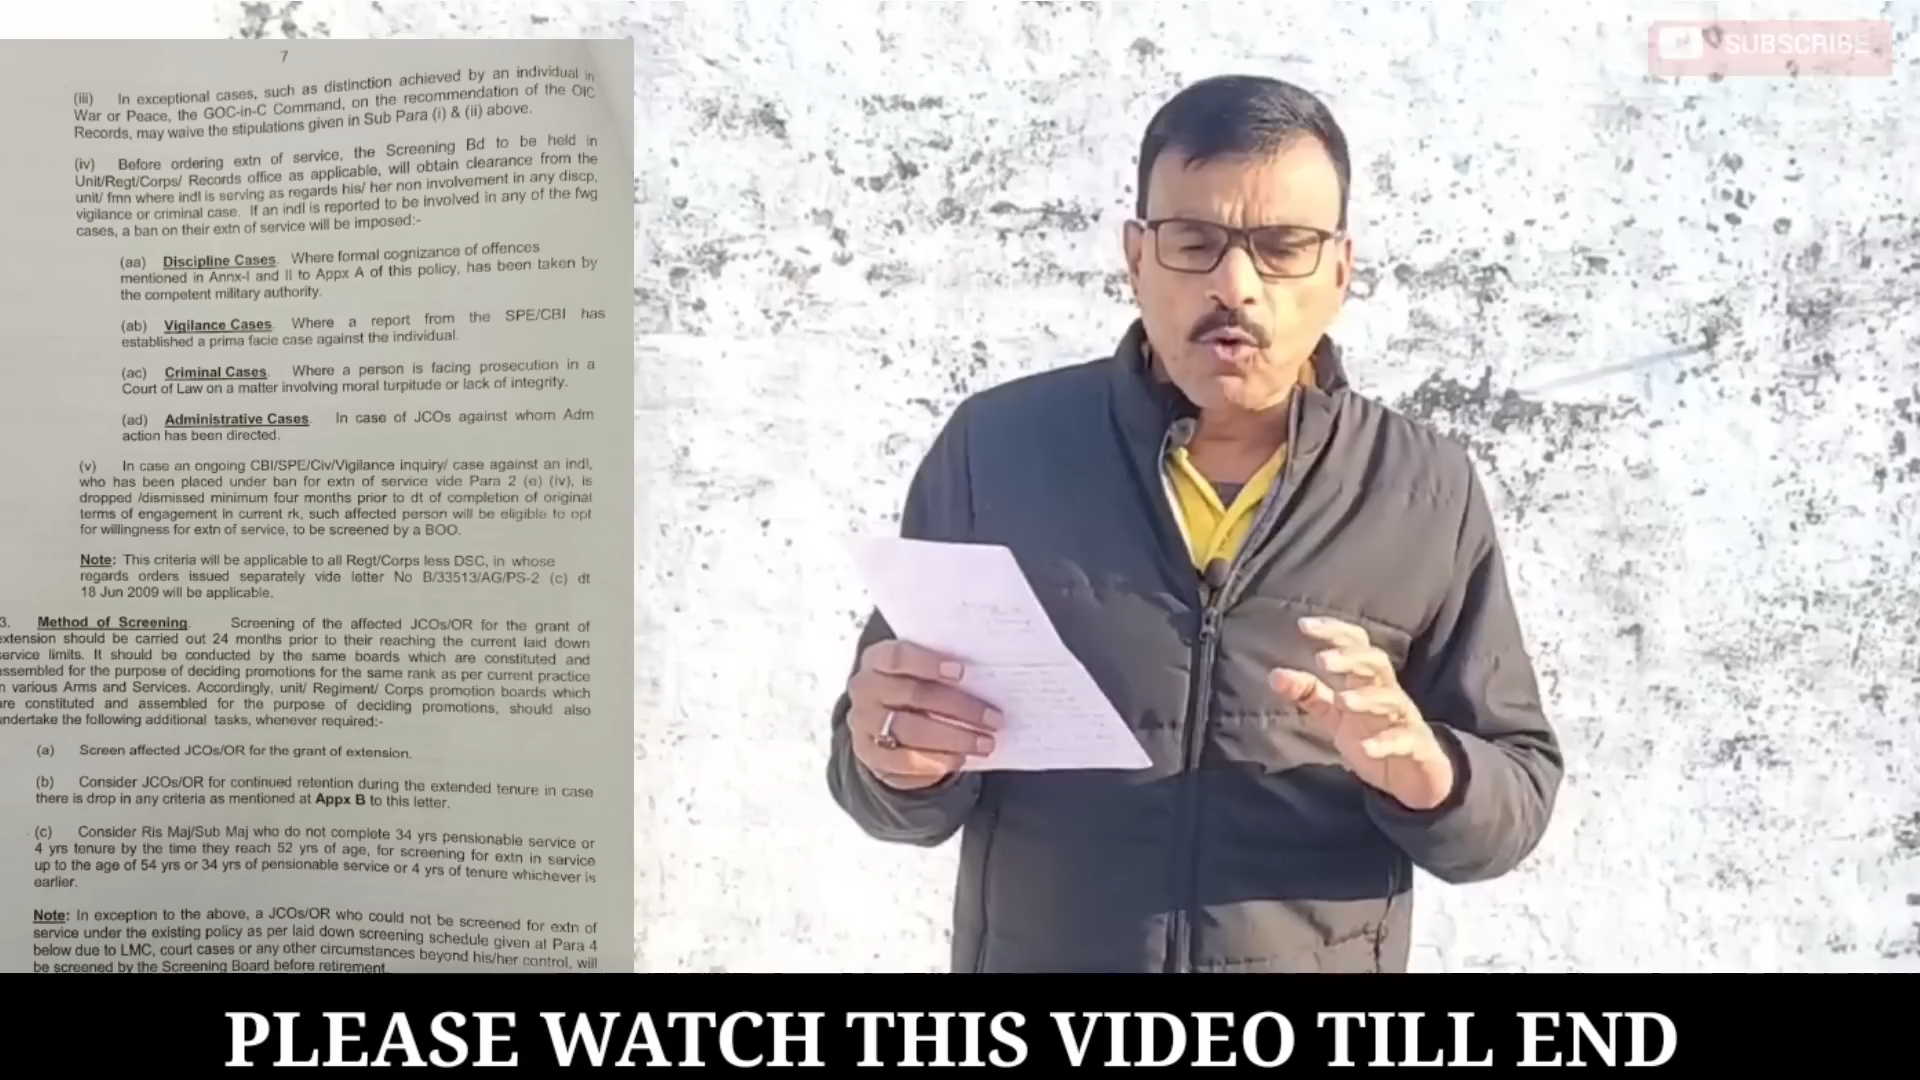 7
(iii) In exceptional cases, such as distinction achieved by an individual in
War or Peace, the GOC-in-C Command, on the recommendation of the OIC
Records, may waive the stipulations given in Sub Para (i) & (ii) above.
(iv) Before ordering extn of service, the Screening Bd to be held in
Unit/Regt/Corps/ Records office as applicable, will obtain clearance from the
unit/ fmn where indl is serving as regards his/ her non involvement in any discp,
vigilance or criminal case. If an indl is reported to be involved in any of the fwg
cases, a ban on their extn of service will be imposed:-
(aa) Discipline Cases. Where formal cognizance of offences
mentioned in Annx-I and II to Appx A of this policy, has been taken by
the competent military authority.
(ab) Vigilance Cases. Where a report from the SPE/CBI has
established a prima facie case against the individual.
(ac) Criminal Cases. Where a person is facing prosecution in a
Court of Law on a matter involving moral turpitude or lack of integrity.
(ad) Administrative Cases. In case of JCOs against whom Adm
action has been directed.
(v) In case an ongoing CBI/SPE/Civ/Vigilance inquiry/ case against an indl,
who has been placed under ban for extn of service vide Para 2 (e) (iv), is
dropped /dismissed minimum four months prior to dt of completion of original
terms of engagement in current rk, such affected person will be eligible to opt
for willingness for extn of service, to be screened by a BOO.
Note: This criteria will be applicable to all Regt/Corps less DSC, in whose
regards orders issued separately vide letter No B/33513/AG/PS-2 (c) dt
18 Jun 2009 will be applicable.
3. Method of Screening. Screening of the affected JCOs/OR for the grant of
extension should be carried out 24 months prior to their reaching the current laid down
service limits. It should be conducted by the same boards which are constituted and
assembled for the purpose of deciding promotions for the same rank as per current practice
n various Arms and Services. Accordingly, unit/ Regiment/ Corps promotion boards which
are constituted and assembled for the purpose of deciding promotions, should also
undertake the following additional tasks, whenever required:-
(a) Screen affected JCOs/OR for the grant of extension.
(b) Consider JCOs/OR for continued retention during the extended tenure in case
there is drop in any criteria as mentioned at Appx B to this letter.
(c) Consider Ris Maj/Sub Maj who do not complete 34 yrs pensionable service or
4 yrs tenure by the time they reach 52 yrs of age, for screening for extn in service
up to the age of 54 yrs or 34 yrs of pensionable service or 4 yrs of tenure whichever is
earlier.
Note: In exception to the above, a JCOs/OR who could not be screened for extn of
service under the existing policy as per laid down screening schedule given at Para 4
below due to LMC, court cases or any other circumstances beyond his/her control, will
be screened by the Screening Board before retirement.
SUBSCRIBE
PLEASE WATCH THIS VIDEO TILL END